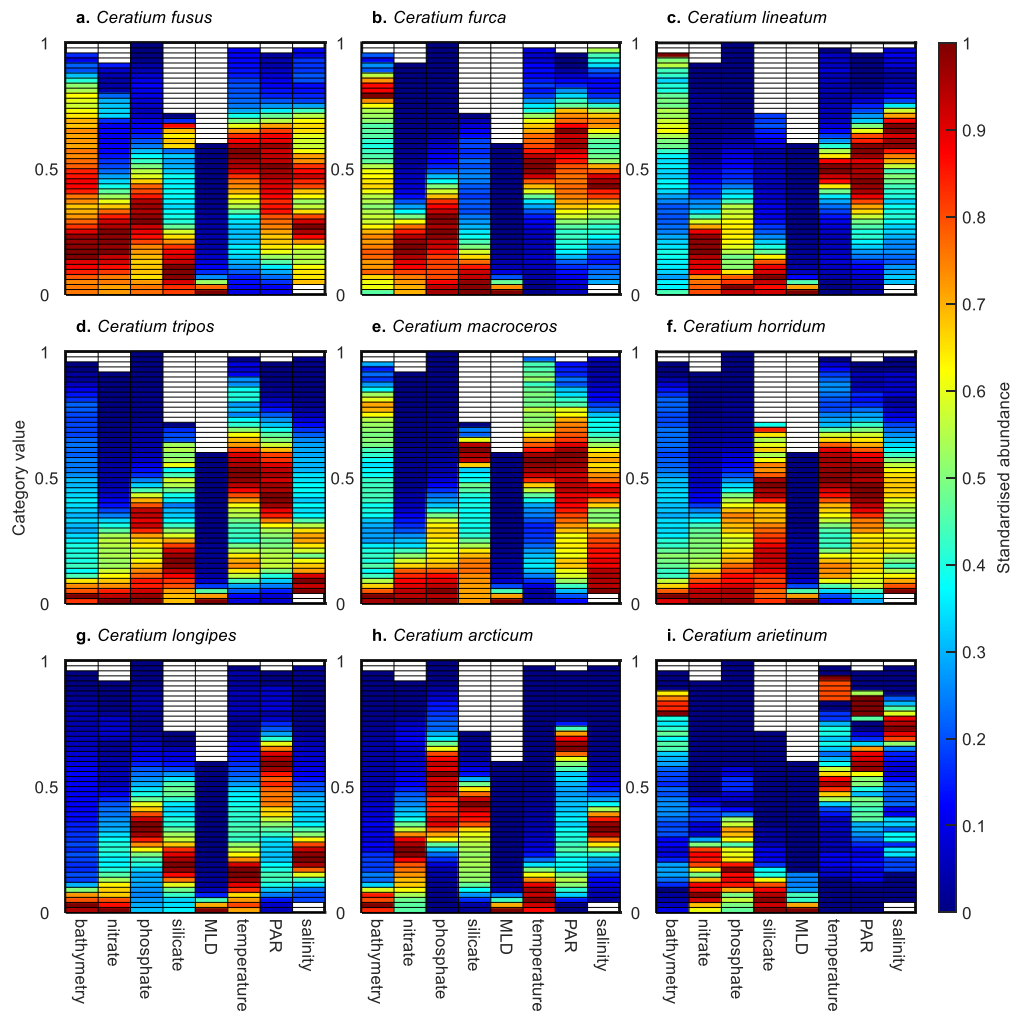 a. Ceratium fusus
b. Ceratium furca
c. Ceratium lineatum
1
0.5
0
1
0.5
0
1
0.5
0
d. Ceratium tripos
e. Ceratium macroceros
f. Ceratium horridum
1
0.5
0
1
0.5
0
1
0.5
0
Category value
g. Ceratium longipes
h. Ceratium arcticum
i. Ceratium arietinum
1
0.5
0
1
0.5
0
1
0.5
0
bathymetry
nitrate
phosphate
silicate
MLD
temperature
PAR
salinity
bathymetry
nitrate
phosphate
silicate
MLD
temperature
PAR
salinity
bathymetry
nitrate
phosphate
silicate
MLD
temperature
PAR
salinity
1
0.9
0.8
0.7
0.6
0.5
0.4
0.3
0.2
0.1
0
Standardised abundance